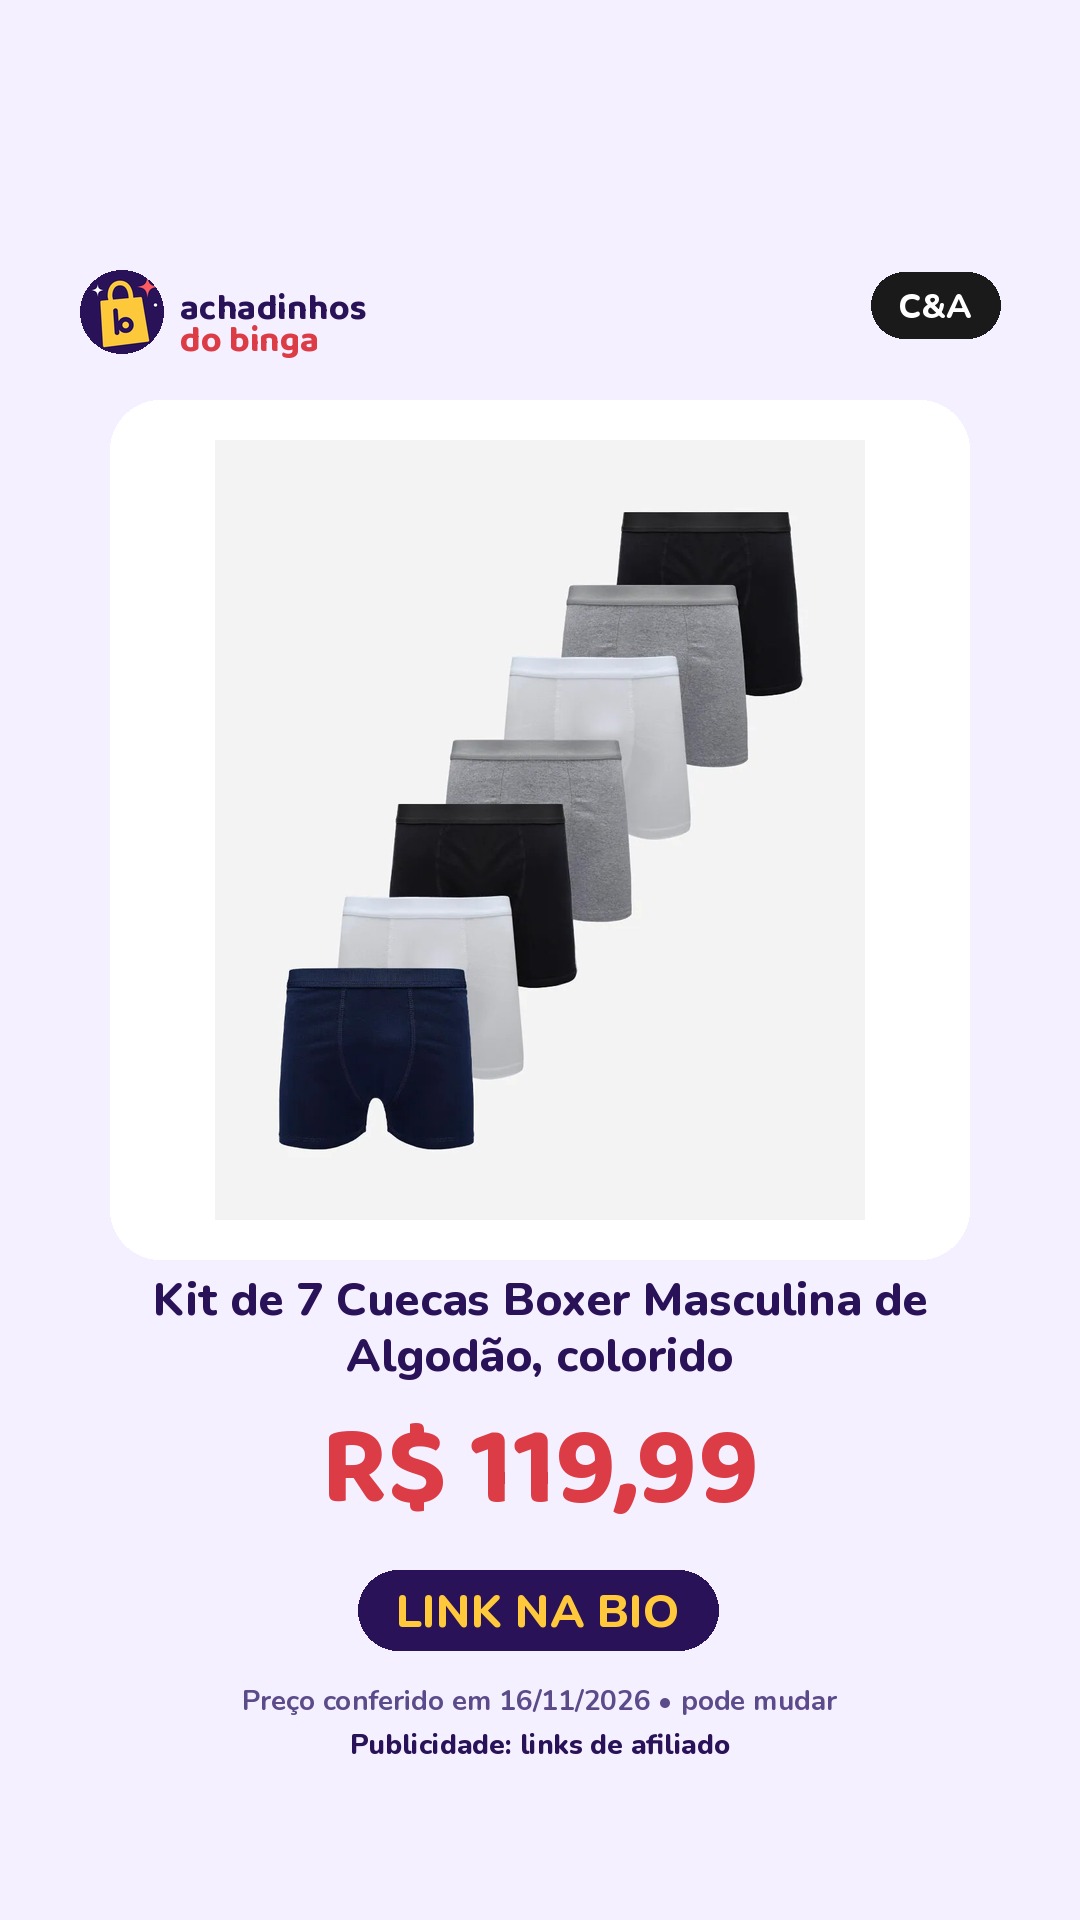 achadinhos
do binga
C&A
b
Kit de 7 Cuecas Boxer Masculina de
Algodão, colorido
R$ 119,99
LINK NA BIO
Preço conferido em 16/11/2026 • pode mudar
Publicidade: links de afiliado